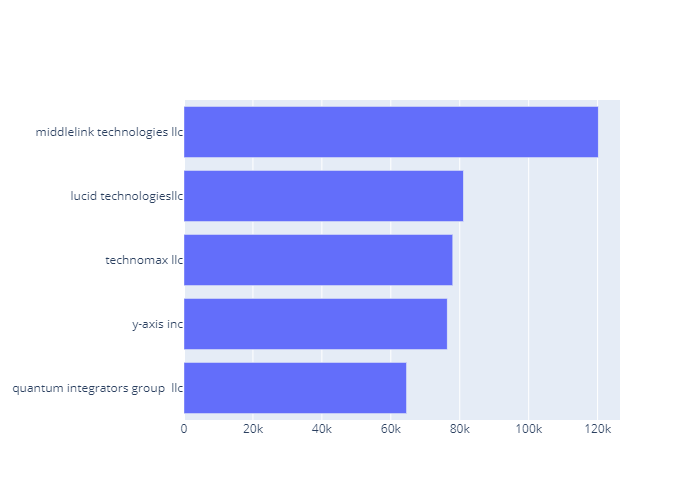 middlelink technologies llc
lucid technologiesllc
technomax llc
y-axis inc
quantum integrators group  llc
0 20k 40k 60k 80k 100k 120k